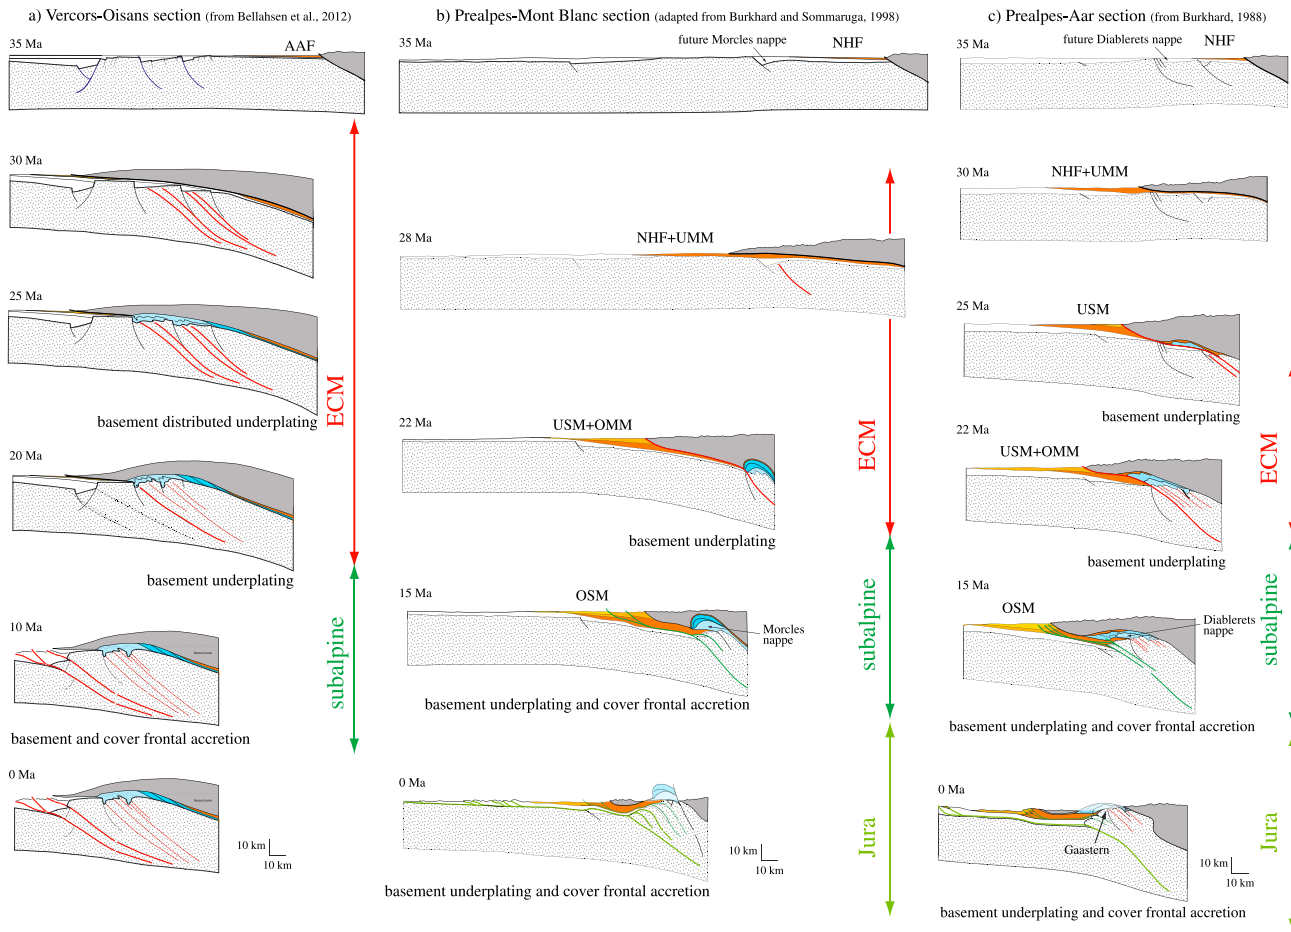 a) Vercors-Oisans section (from Bellahsen et al., 2012)
35 Ma
AAF
30 Ma
25 Ma
basement distributed underplating
20 Ma
basement underplating
10 Ma
basement and cover frontal accretion
0 Ma
10 km
10 km
ECM
subalpine
b) Prealpes-Mont Blanc section (adapted from Burkhard and Sommaruga, 1998)
35 Ma
future Morcles nappe
NHF
28 Ma
NHF+UMM
22 Ma
USM+OMM
basement underplating
15 Ma
OSM
Morcles
nappe
basement underplating and cover frontal accretion
0 Ma
10 km
10 km
basement underplating and cover frontal accretion
ECM
subalpine
Jura
c) Prealpes-Aar section (from Burkhard, 1988)
35 Ma
future Diablerets nappe
NHF
30 Ma
NHF+UMM
25 Ma
USM
basement underplating
22 Ma
USM+OMM
basement underplating
15 Ma
OSM
Diablerets
nappe
basement underplating and cover frontal accretion
0 Ma
Gaastern
10 km
10 km
basement underplating and cover frontal accretion
ECM
subalpine
Jura